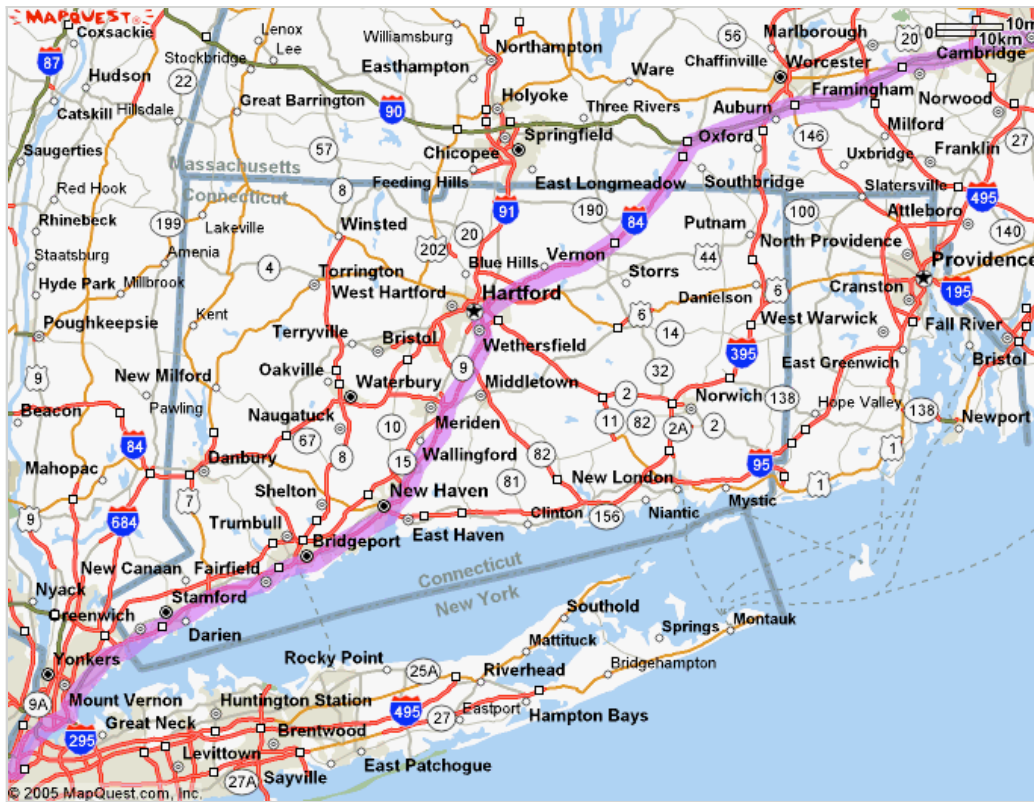 MAPQUEST
Coxsackie
Lenox
Lee
Williamsburg
Northampton
56
Marlborough
20
10m
0
10km
87
Stockbridge
Easthampton
Chaffinville
Worcester
Cambridge
Hudson
22
Ware
Framingham
Catskill
Hillsdale
Great Barrington
90
Holyoke
Three Rivers
Auburn
Norwood
Springfield
Oxford
146
Milford
27
Saugerties
57
Chicopee
Uxbridge
Franklin
Massachusetts
Connecticut
Feeding Hills
East Longmeadow
Southbridge
Slatersville
495
Red Hook
8
91
Rhinebeck
199
Lakeville
Winsted
20
190
84
Putnam
100
Attleboro
140
Staatsburg
Amenia
4
202
Blue Hills
Vernon
44
North Providence
Providence
Hyde Park
Millbrook
Torrington
West Hartford
Hartford
Storrs
Danielson
6
Cranston
195
Poughkeepsie
Kent
Terryville
Bristol
Wethersfield
6
14
West Warwick
Fall River
9
New Milford
Oakville
Waterbury
9
Middletown
32
395
East Greenwich
Bristol
Beacon
Pawling
Naugatuck
10
Meriden
2
Norwich
138
Hope Valley
138
Newport
84
67
8
15
Wallingford
11
82
2A
2
Mahopac
Danbury
82
95
1
7
Shelton
New Haven
81
New London
1
9
684
Trumbull
East Haven
Clinton
156
Niantic
Mystic
Bridgeport
Nyack
New Canaan
Fairfield
Connecticut
New York
Greenwich
Stamford
Southold
Darien
Mattituck
Springs
Montauk
Yonkers
Rocky Point
25A
Riverhead
Bridgehampton
9A
Mount Vernon
Huntington Station
495
27
Eastport
Hampton Bays
295
Great Neck
Brentwood
Levittown
East Patchogue
27A
Sayville
© 2005 MapQuest.com, Inc.